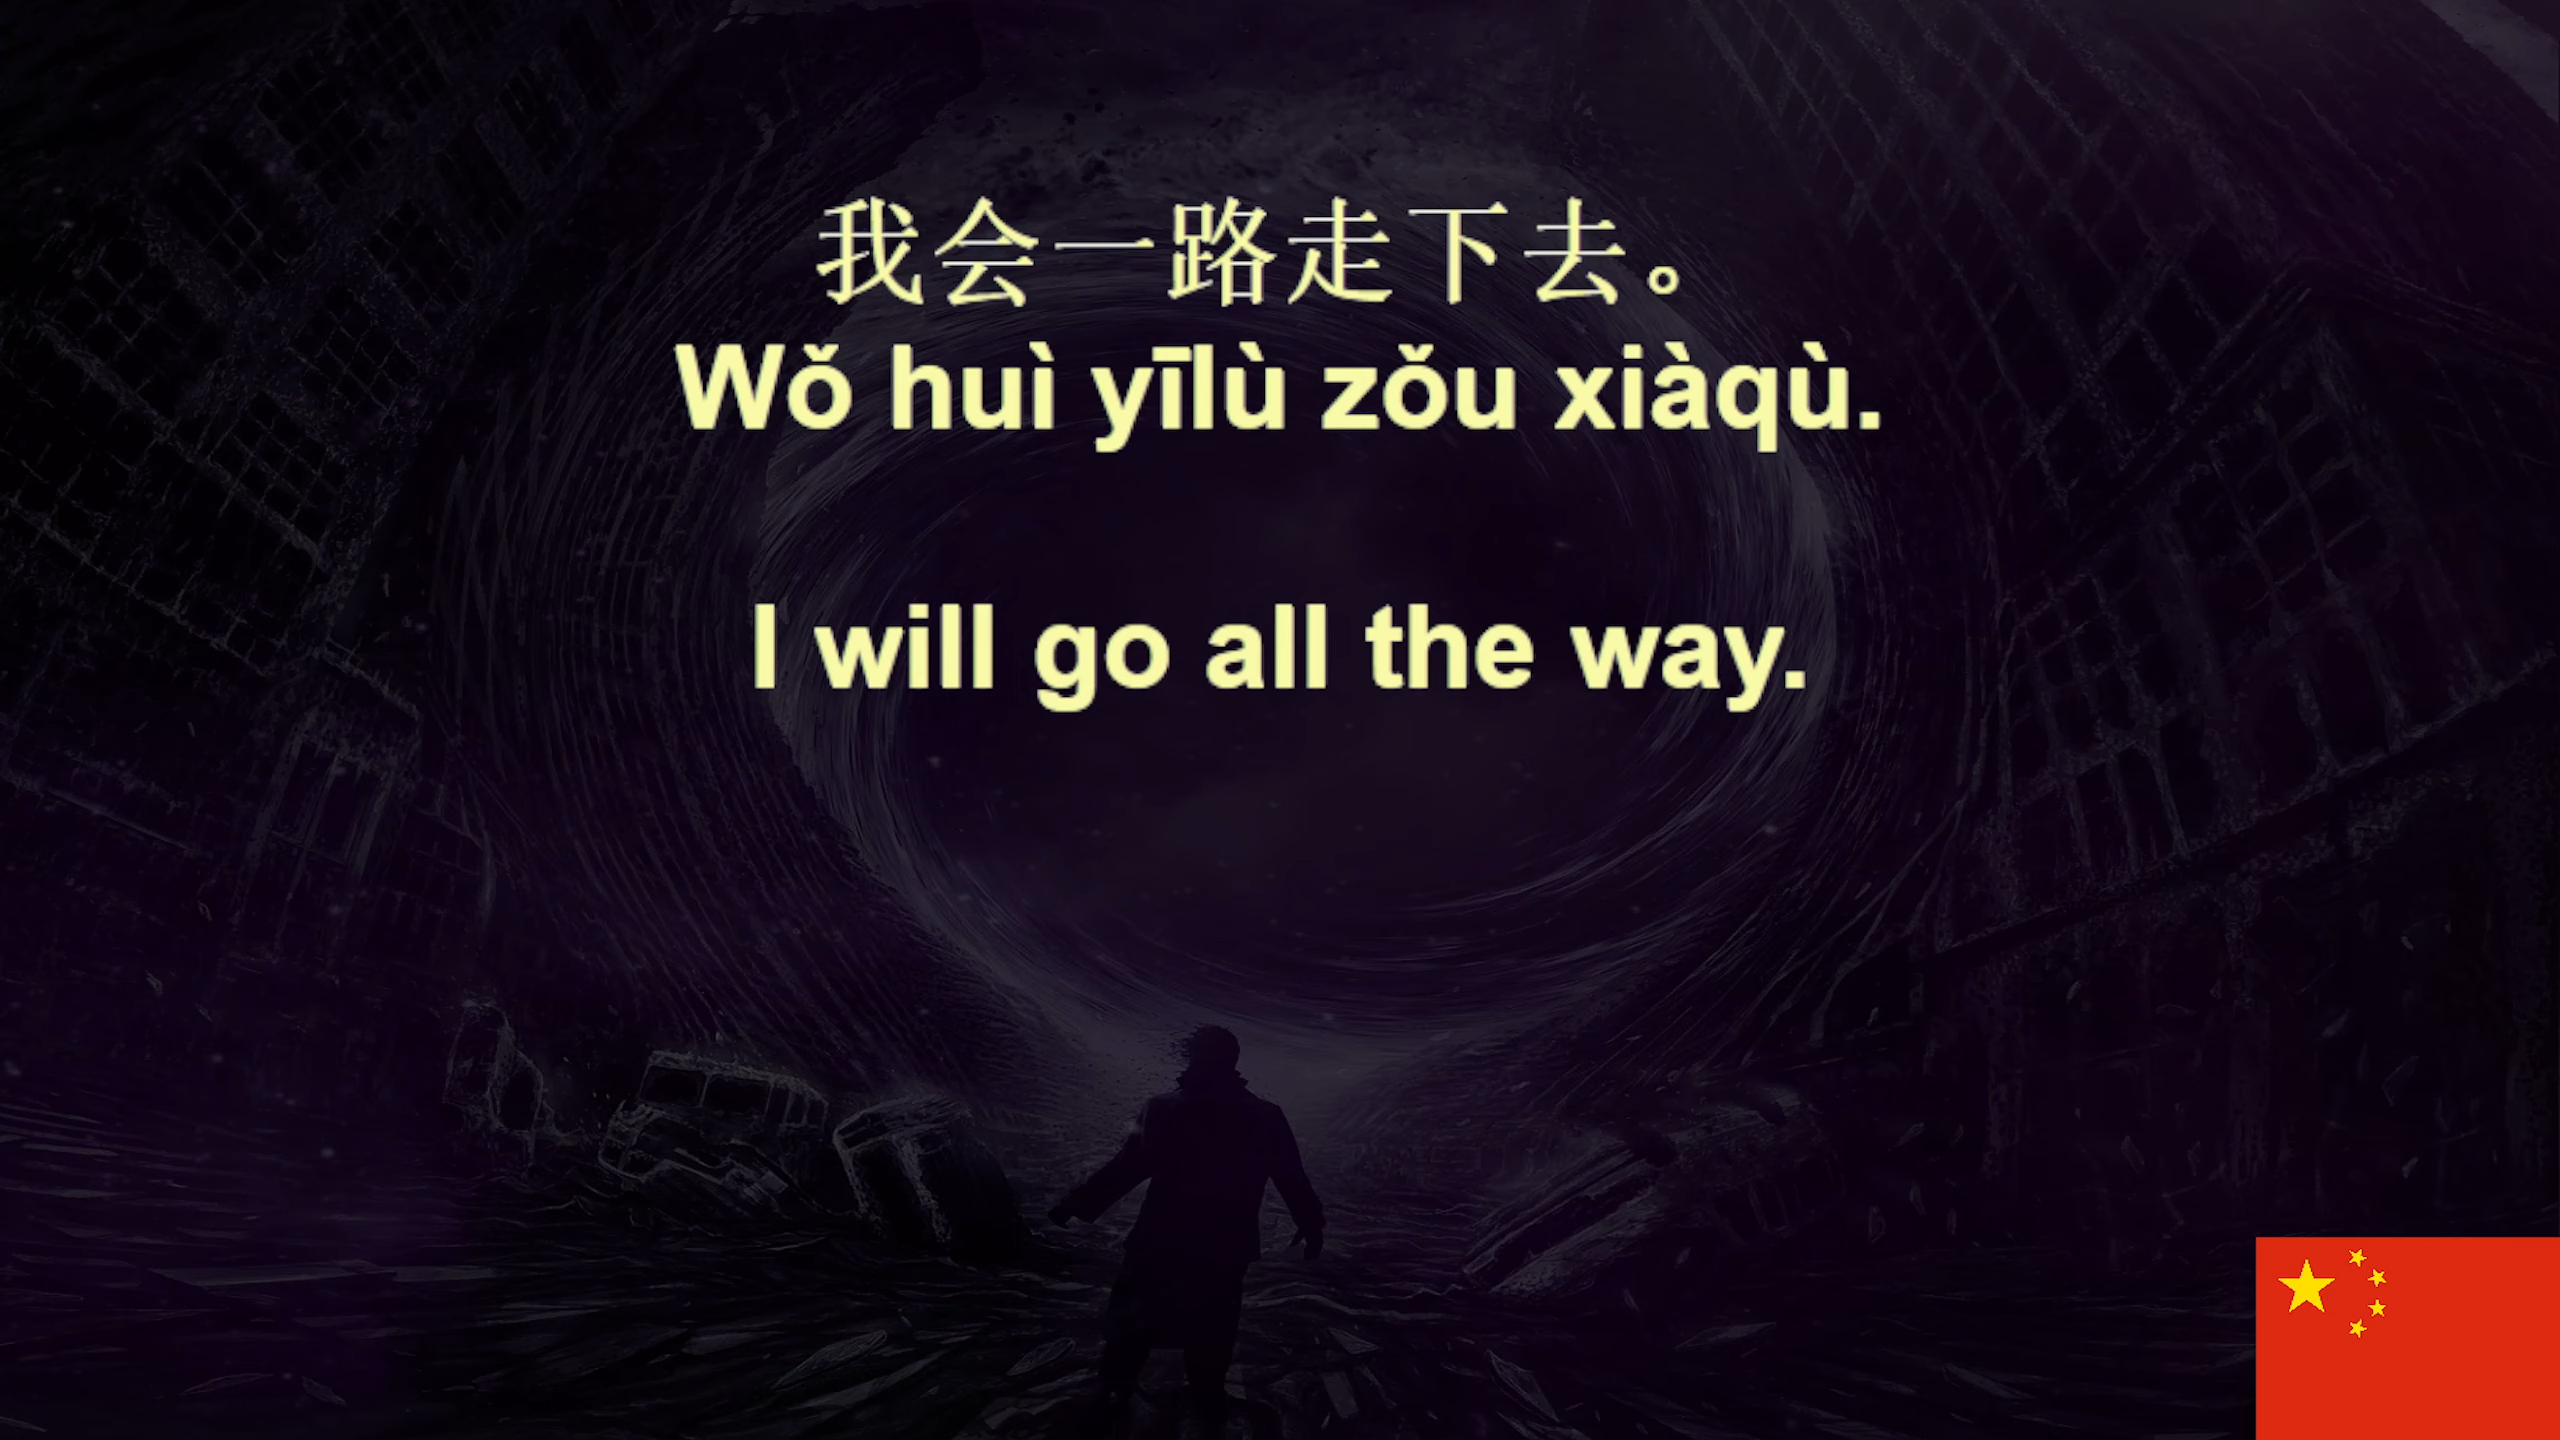 我会一路走下去。
Wǒ huì yīlù zǒu xiàqù.
I will go all the way.